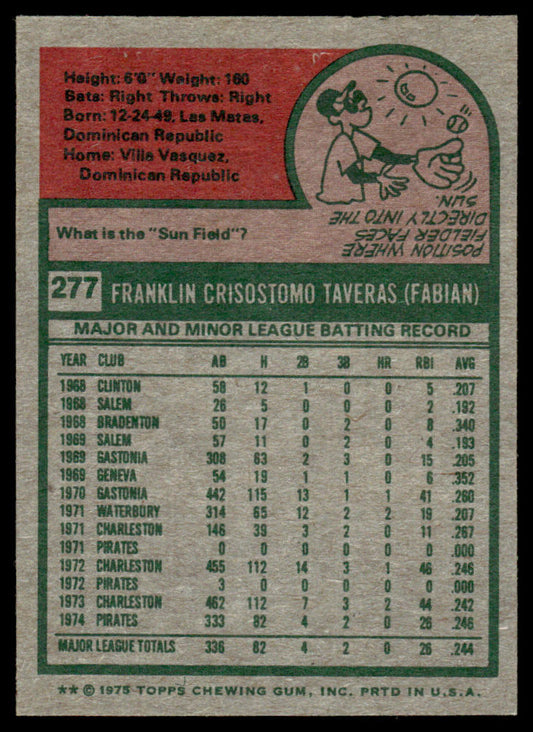 Height: 6'0" Weight: 160
Bats: Right Throws: Right
Born: 12-24-49, Las Matas,
Dominican Republic
Home: Villa Vasquez,
Dominican Republic
What is the "Sun Field"?
POSITION WHERE
FIELDER FACES
DIRECTLY INTO THE
SUN.
277 FRANKLIN CRISOSTOMO TAVERAS (FABIAN)
MAJOR AND MINOR LEAGUE BATTING RECORD
YEAR CLUB AB H 2B 3B HR RBI AVG
1968 CLINTON 58 12 1 0 0 5 .207
1968 SALEM 26 5 0 0 0 2 .192
1968 BRADENTON 50 17 0 2 0 8 .340
1969 SALEM 57 11 0 0 0 4 .193
1969 GASTONIA 308 63 2 3 0 15 .205
1969 GENEVA 54 19 1 1 0 6 .352
1970 GASTONIA 442 115 13 1 1 41 .260
1971 WATERBURY 314 65 12 2 2 19 .207
1971 CHARLESTON 146 39 3 2 0 11 .267
1971 PIRATES 0 0 0 0 0 0 .000
1972 CHARLESTON 455 112 14 3 1 46 .246
1972 PIRATES 3 0 0 0 0 0 .000
1973 CHARLESTON 462 112 7 3 2 44 .242
1974 PIRATES 333 82 4 2 0 26 .246
MAJOR LEAGUE TOTALS 336 82 4 2 0 26 .244
** © 1975 TOPPS CHEWING GUM, INC. PRTD IN U.S.A.